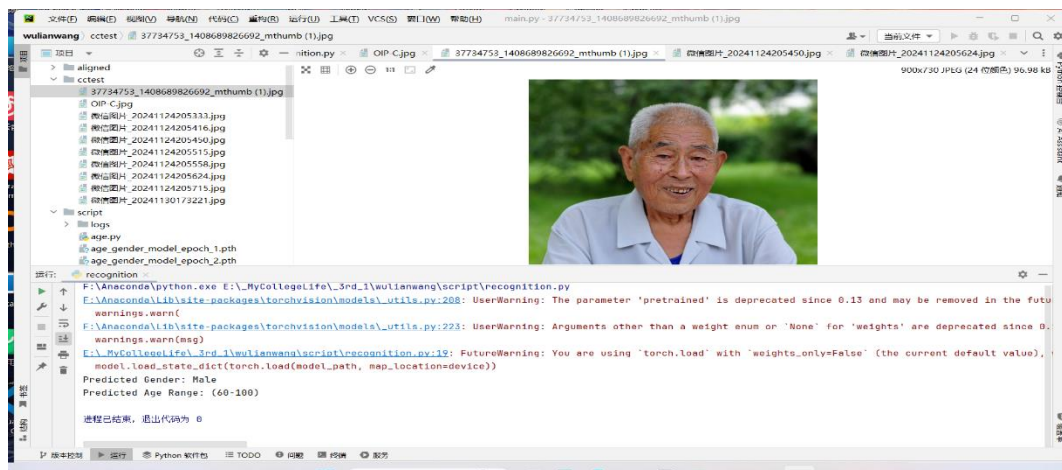 文件(F) 编辑(E) 视图(V) 导航(N) 代码(C) 重构(R) 运行(U) 工具(T) VCS(S) 窗口(W) 帮助(H) main.py - 37734753_1408689826692_mthumb (1).jpg
wulianwang cctest 37734753_1408689826692_mthumb (1).jpg 当前文件
项目 nition.py OIP-C.jpg 37734753_1408689826692_mthumb (1).jpg 微信图片_20241124205450.jpg 微信图片_20241124205624.jpg
900x730 JPEG (24 位颜色) 96.98 kB
1:1
aligned
cctest
37734753_1408689826692_mthumb (1).jpg
OIP-C.jpg
微信图片_20241124205333.jpg
微信图片_20241124205416.jpg
微信图片_20241124205450.jpg
微信图片_20241124205515.jpg
微信图片_20241124205558.jpg
微信图片_20241124205624.jpg
微信图片_20241124205715.jpg
微信图片_20241130173221.jpg
script
logs
age.py
age_gender_model_epoch_1.pth
age_gender_model_epoch_2.pth
运行: recognition
F:\Anaconda\python.exe E:\_MyCollegeLife\_3rd_1\wulianwang\script\recognition.py
F:\Anaconda\Lib\site-packages\torchvision\models\_utils.py:208: UserWarning: The parameter 'pretrained' is deprecated since 0.13 and may be removed in the futu
warnings.warn(
F:\Anaconda\Lib\site-packages\torchvision\models\_utils.py:223: UserWarning: Arguments other than a weight enum or `None` for 'weights' are deprecated since 0.
warnings.warn(msg)
E:\_MyCollegeLife\_3rd_1\wulianwang\script\recognition.py:19: FutureWarning: You are using `torch.load` with `weights_only=False` (the current default value),
model.load_state_dict(torch.load(model_path, map_location=device))
Predicted Gender: Male
Predicted Age Range: (60-100)
进程已结束，退出代码为 0
版本控制 运行 Python 软件包 TODO 问题 终端 服务